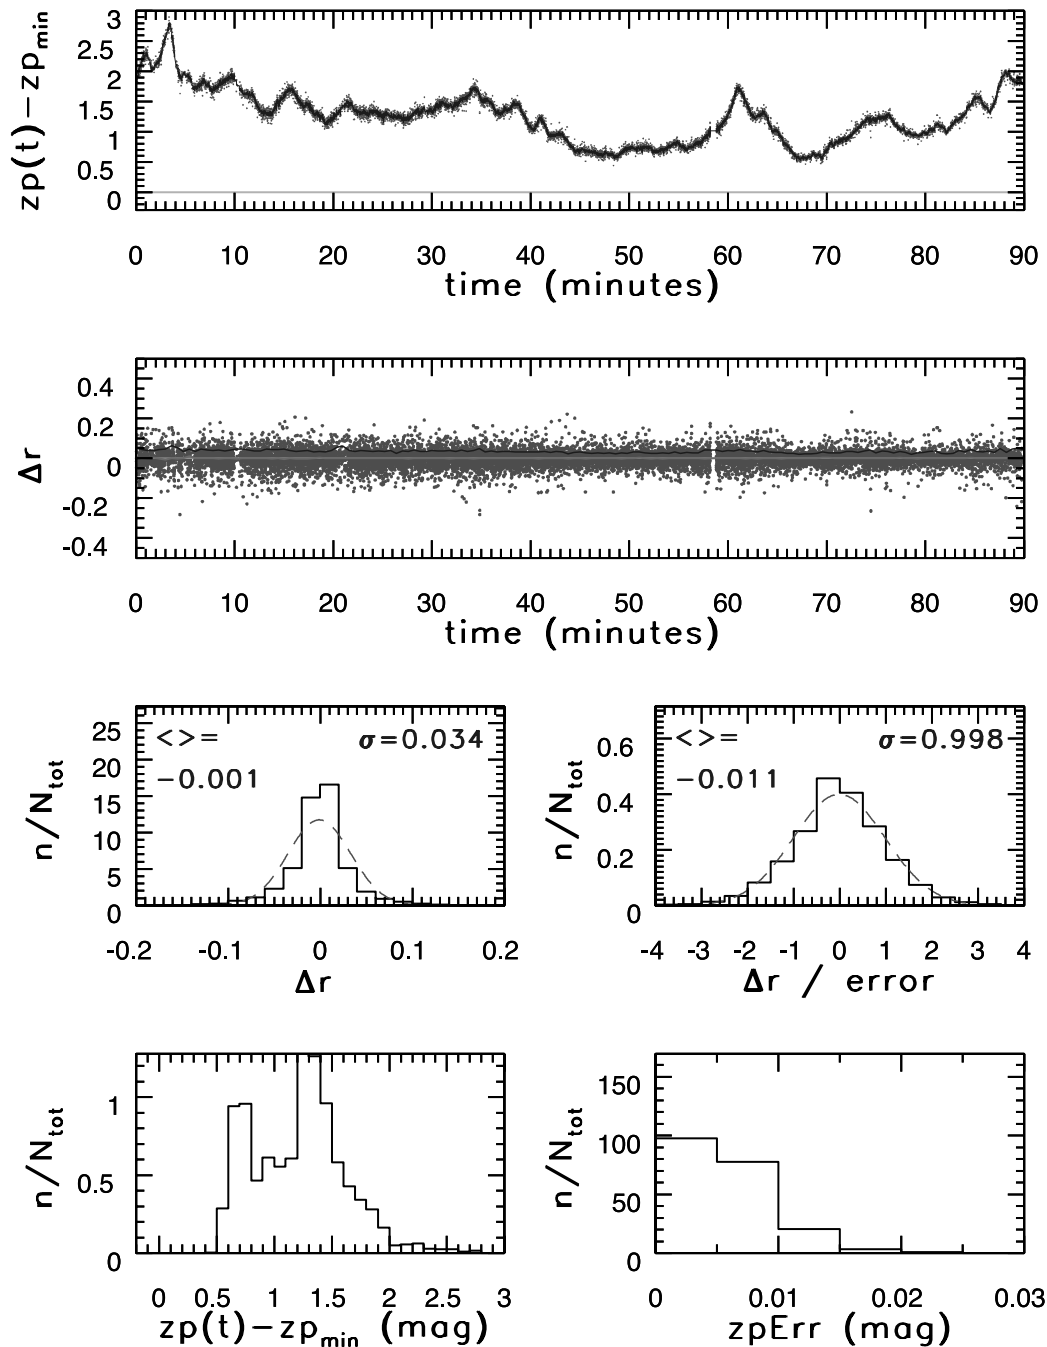 zp(t)−zp_min
3
2.5
2
1.5
1
0.5
0
0 10 20 30 40 50 60 70 80 90
time (minutes)
Δr
0.4
0.2
0
-0.2
-0.4
0 10 20 30 40 50 60 70 80 90
time (minutes)
n/N_tot
25
20
15
10
5
0
<>= σ=0.034
−0.001
-0.2 -0.1 0 0.1 0.2
Δr
n/N_tot
0.6
0.4
0.2
0
<>= σ=0.998
−0.011
-4 -3 -2 -1 0 1 2 3 4
Δr / error
n/N_tot
1
0.5
0
0 0.5 1 1.5 2 2.5 3
zp(t)−zp_min (mag)
n/N_tot
150
100
50
0
0 0.01 0.02 0.03
zpErr (mag)